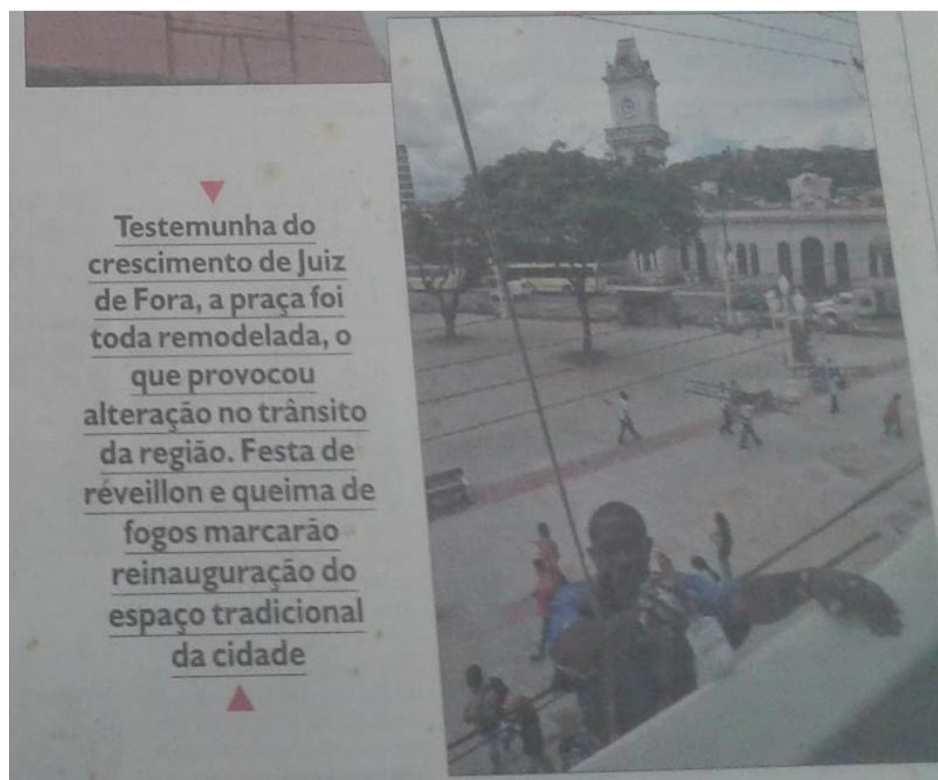 Testemunha do
crescimento de Juiz
de Fora, a praça foi
toda remodelada, o
que provocou
alteração no trânsito
da região. Festa de
réveillon e queima de
fogos marcarão
reinauguração do
espaço tradicional
da cidade